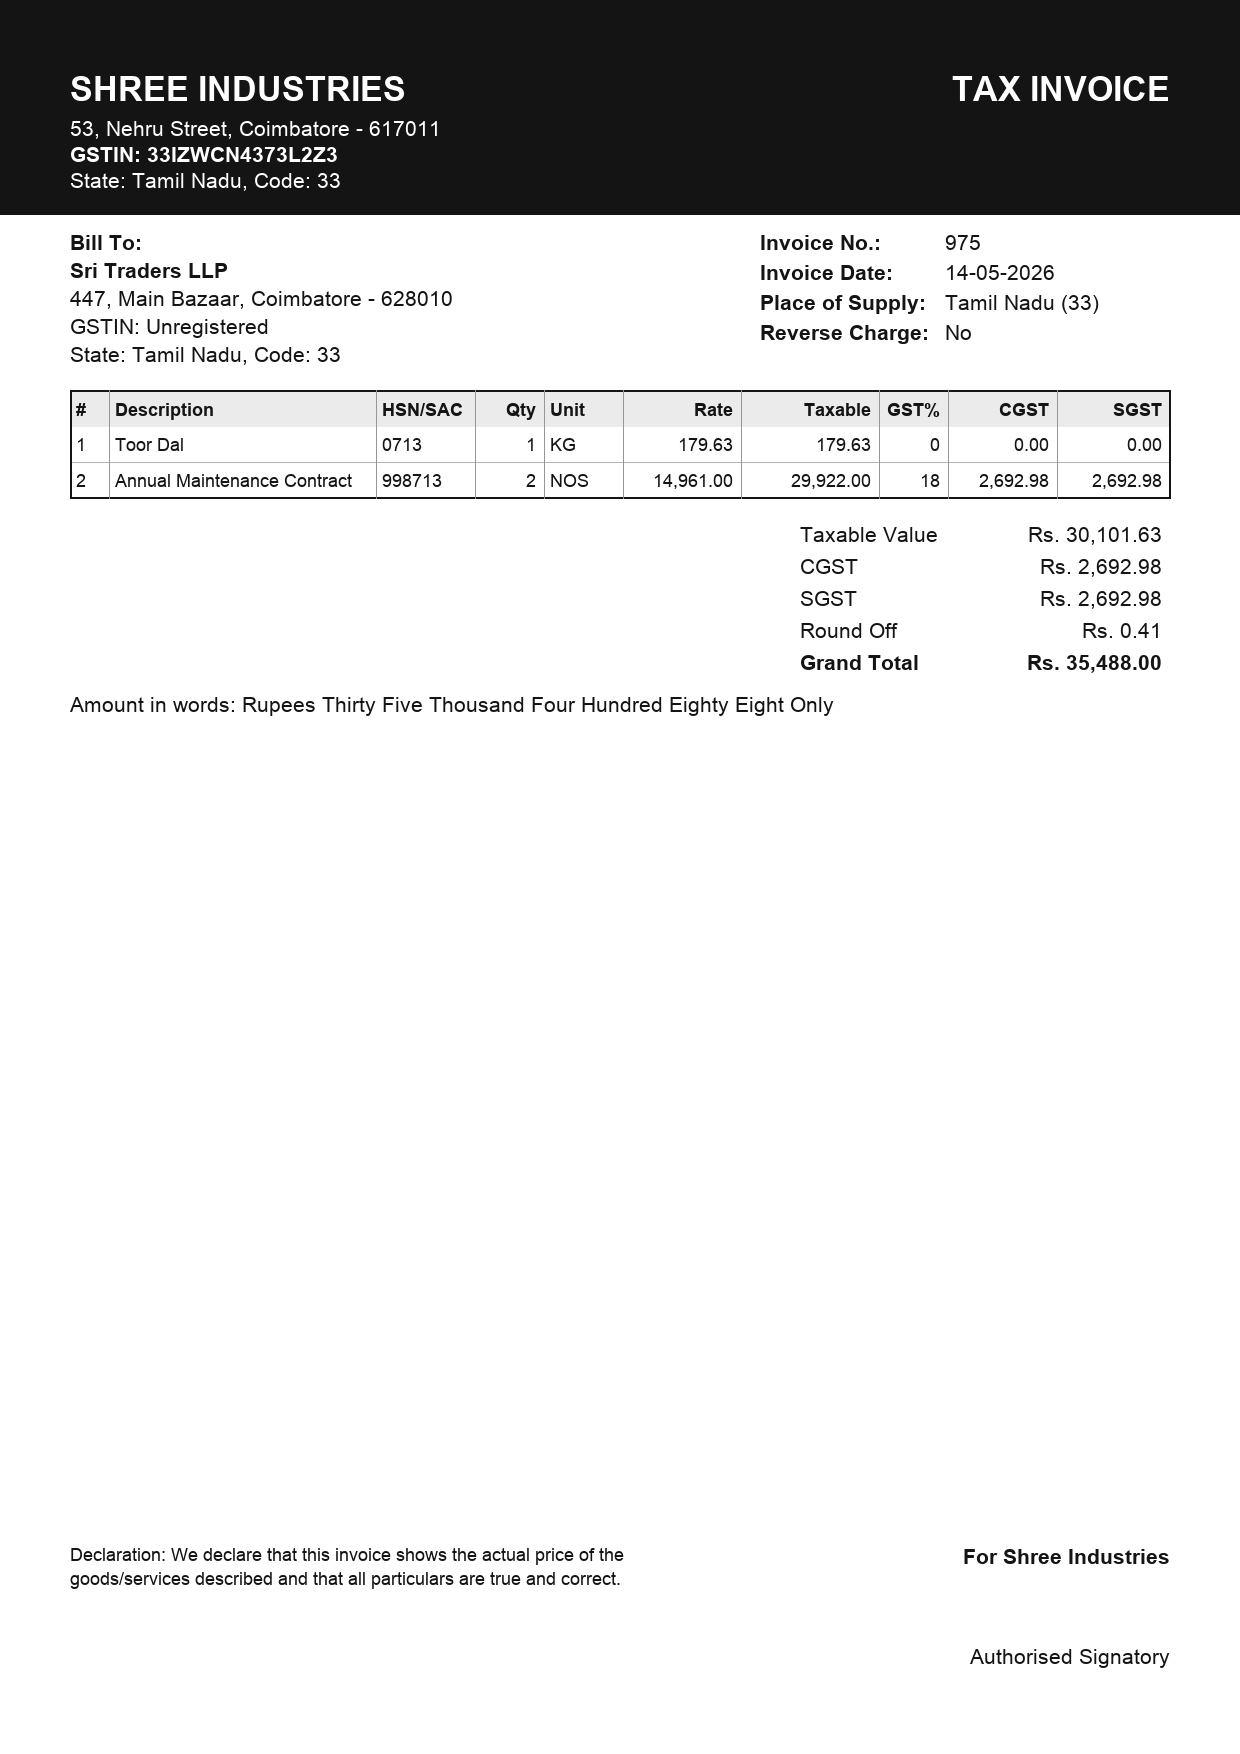 SHREE INDUSTRIES
TAX INVOICE
53, Nehru Street, Coimbatore - 617011
GSTIN: 33IZWCN4373L2Z3
State: Tamil Nadu, Code: 33
Bill To:
Sri Traders LLP
447, Main Bazaar, Coimbatore - 628010
GSTIN: Unregistered
State: Tamil Nadu, Code: 33
Invoice No.: 975
Invoice Date: 14-05-2026
Place of Supply: Tamil Nadu (33)
Reverse Charge: No
# Description HSN/SAC Qty Unit Rate Taxable GST% CGST SGST
1 Toor Dal 0713 1 KG 179.63 179.63 0 0.00 0.00
2 Annual Maintenance Contract 998713 2 NOS 14,961.00 29,922.00 18 2,692.98 2,692.98
Taxable Value Rs. 30,101.63
CGST Rs. 2,692.98
SGST Rs. 2,692.98
Round Off Rs. 0.41
Grand Total Rs. 35,488.00
Amount in words: Rupees Thirty Five Thousand Four Hundred Eighty Eight Only
Declaration: We declare that this invoice shows the actual price of the
goods/services described and that all particulars are true and correct.
For Shree Industries
Authorised Signatory